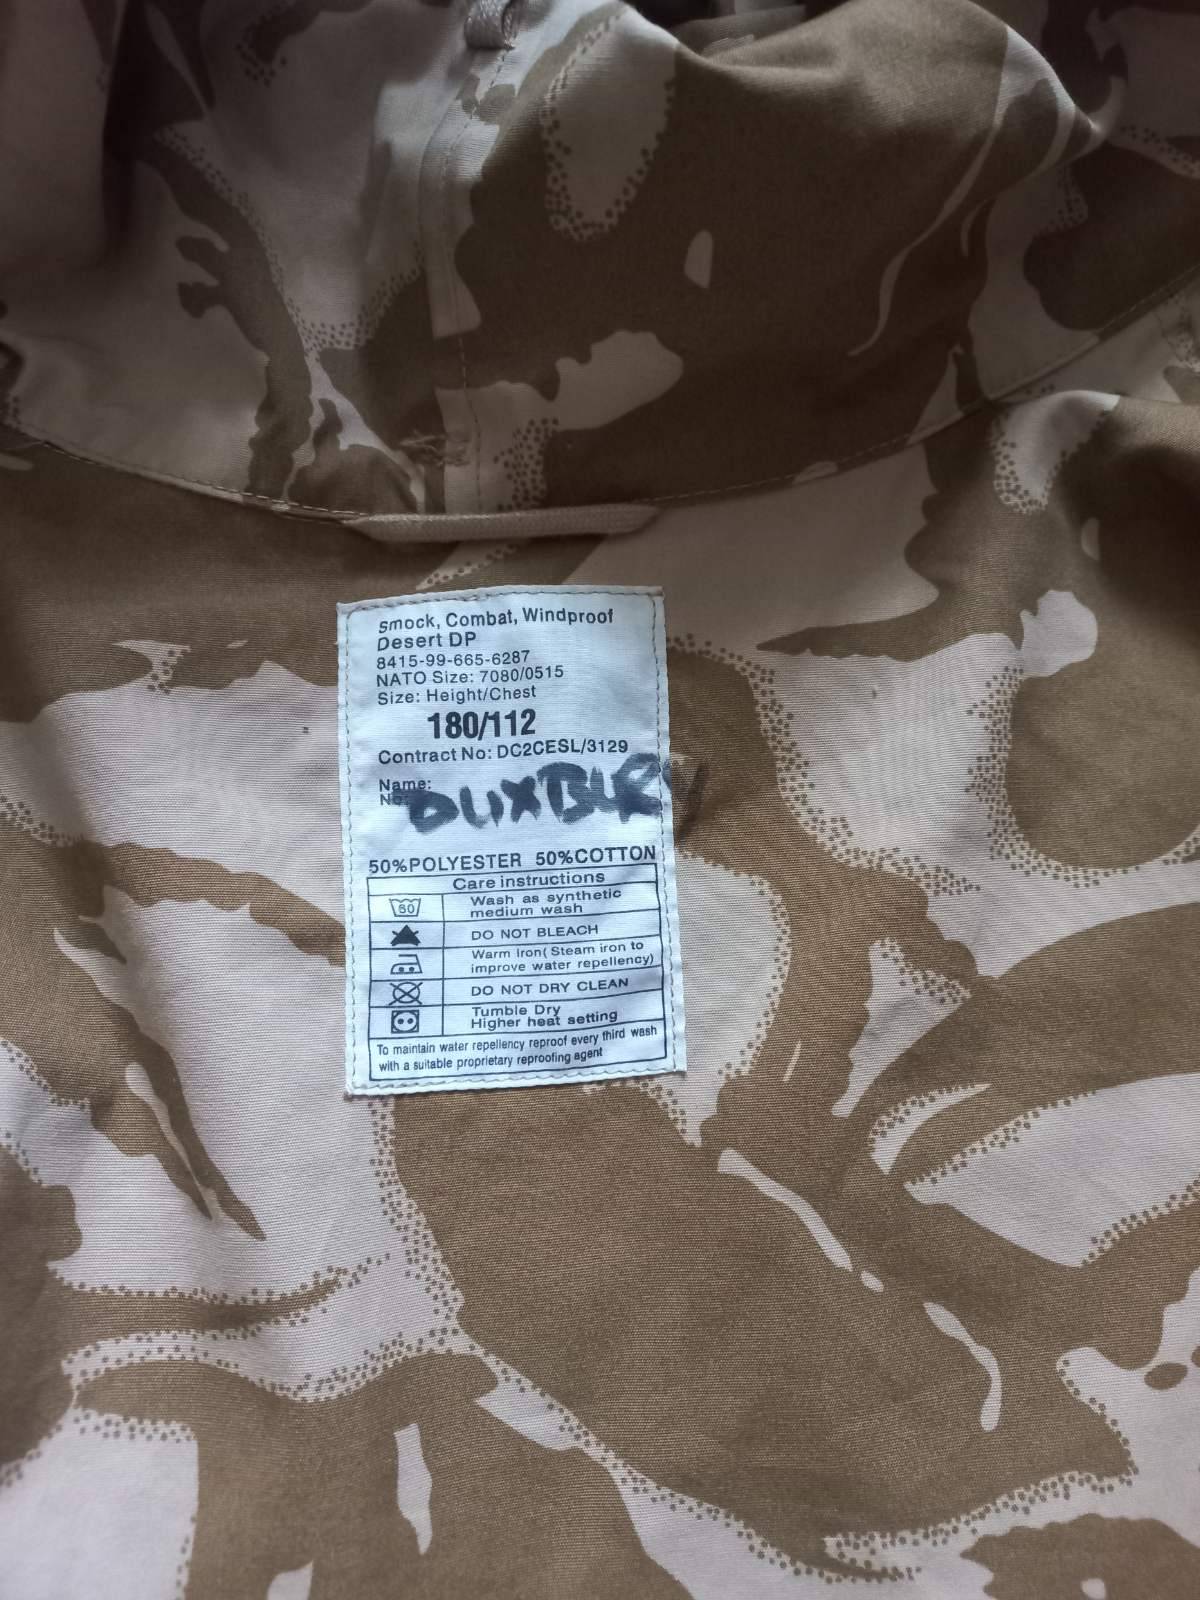 Smock, Combat, Windproof
Desert DP
8415-99-665-6287
NATO Size: 7080/0515
Size: Height/Chest
180/112
Contract No: DC2CESL/3129
Name:
No: DUXBURY
50%POLYESTER 50%COTTON
Care instructions
60 Wash as synthetic
medium wash
DO NOT BLEACH
Warm Iron( Steam iron to
improve water repellency)
DO NOT DRY CLEAN
Tumble Dry
Higher heat setting
To maintain water repellency reproof every third wash
with a suitable proprietary reproofing agent